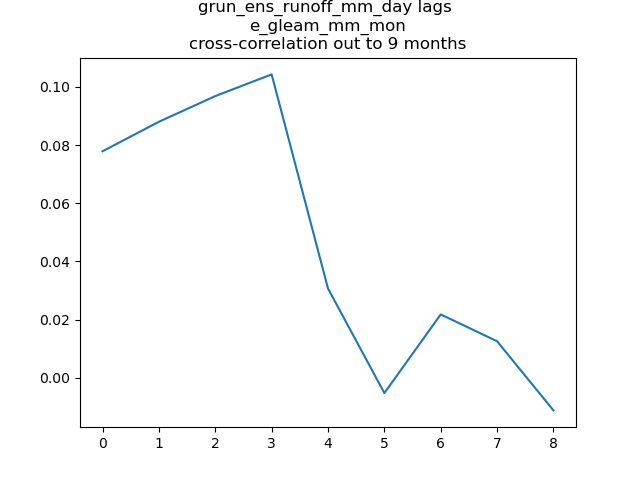 grun_ens_runoff_mm_day lags
e_gleam_mm_mon
cross-correlation out to 9 months
0.10
0.08
0.06
0.04
0.02
0.00
0 1 2 3 4 5 6 7 8